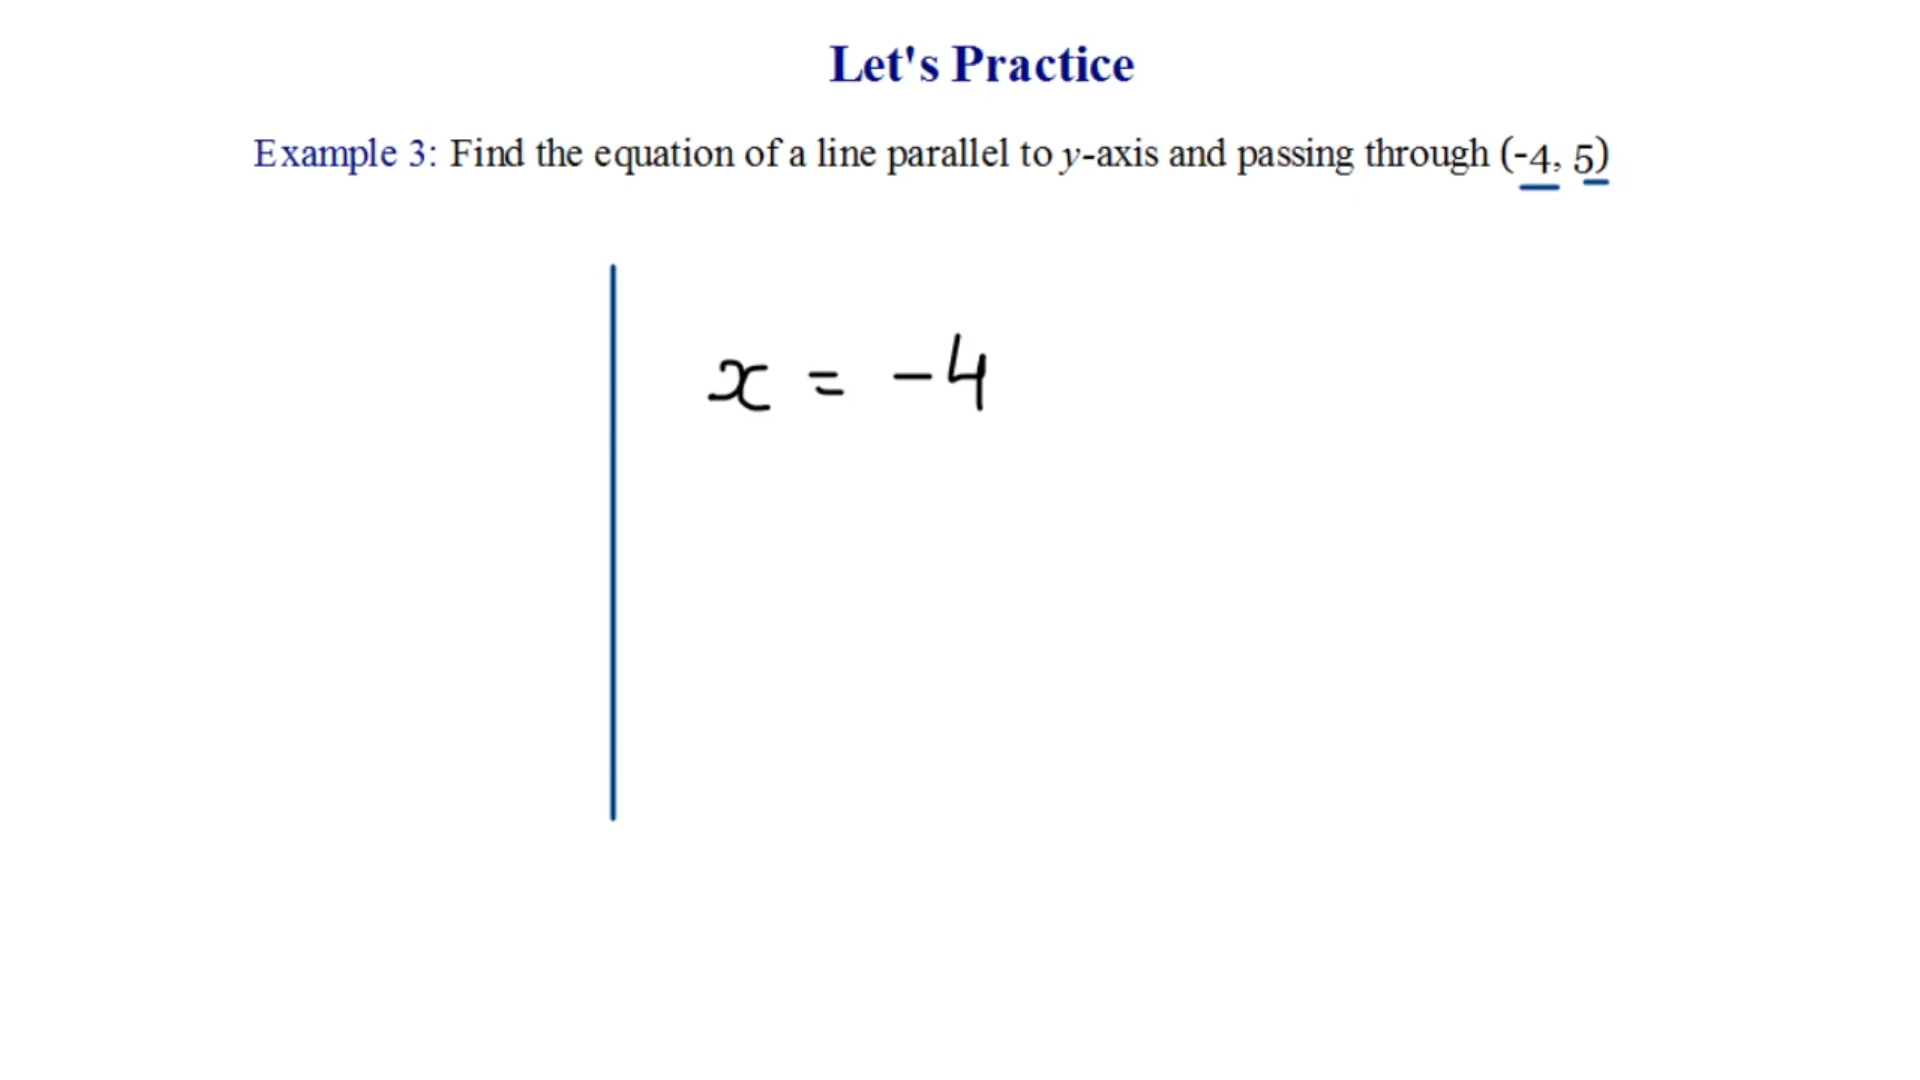 Let's Practice
Example 3: Find the equation of a line parallel to y-axis and passing through (-4, 5)
x = -4